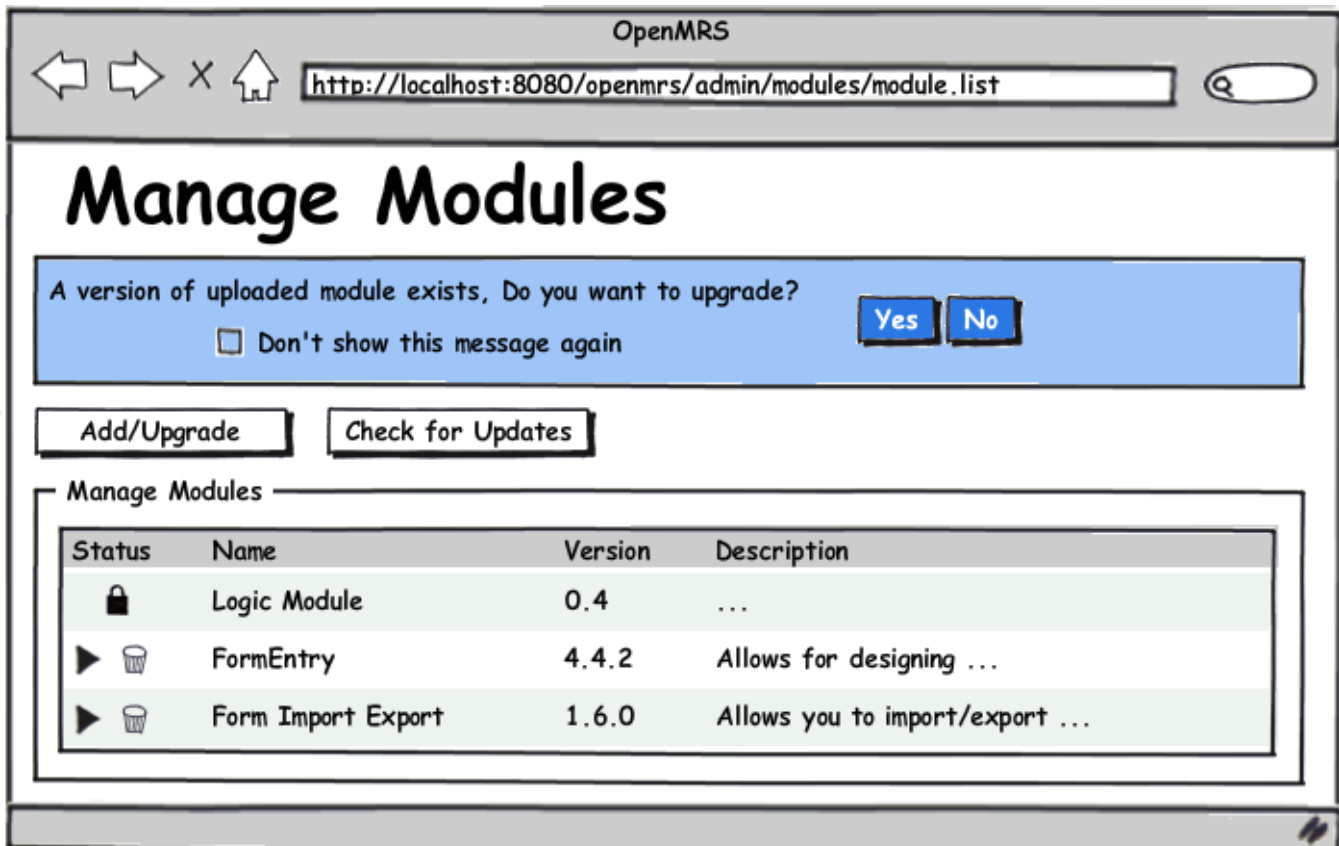 OpenMRS
http://localhost:8080/openmrs/admin/modules/module.list
Manage Modules
A version of uploaded module exists, Do you want to upgrade?
Yes No
Don't show this message again
Add/Upgrade Check for Updates
Manage Modules
Status Name Version Description
Logic Module 0.4 ...
FormEntry 4.4.2 Allows for designing ...
Form Import Export 1.6.0 Allows you to import/export ...